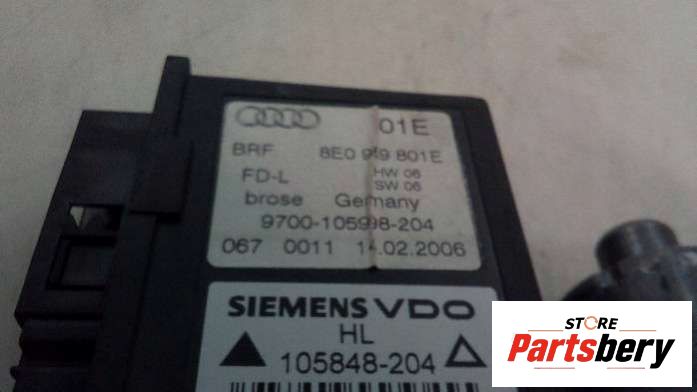 01E
BRF 8E0 959 801E
FD-L HW 06
SW 06
brose Germany
9700-105998-204
067 0011 14.02.2006
SIEMENS VDO
HL
105848-204
STORE
Partsbery